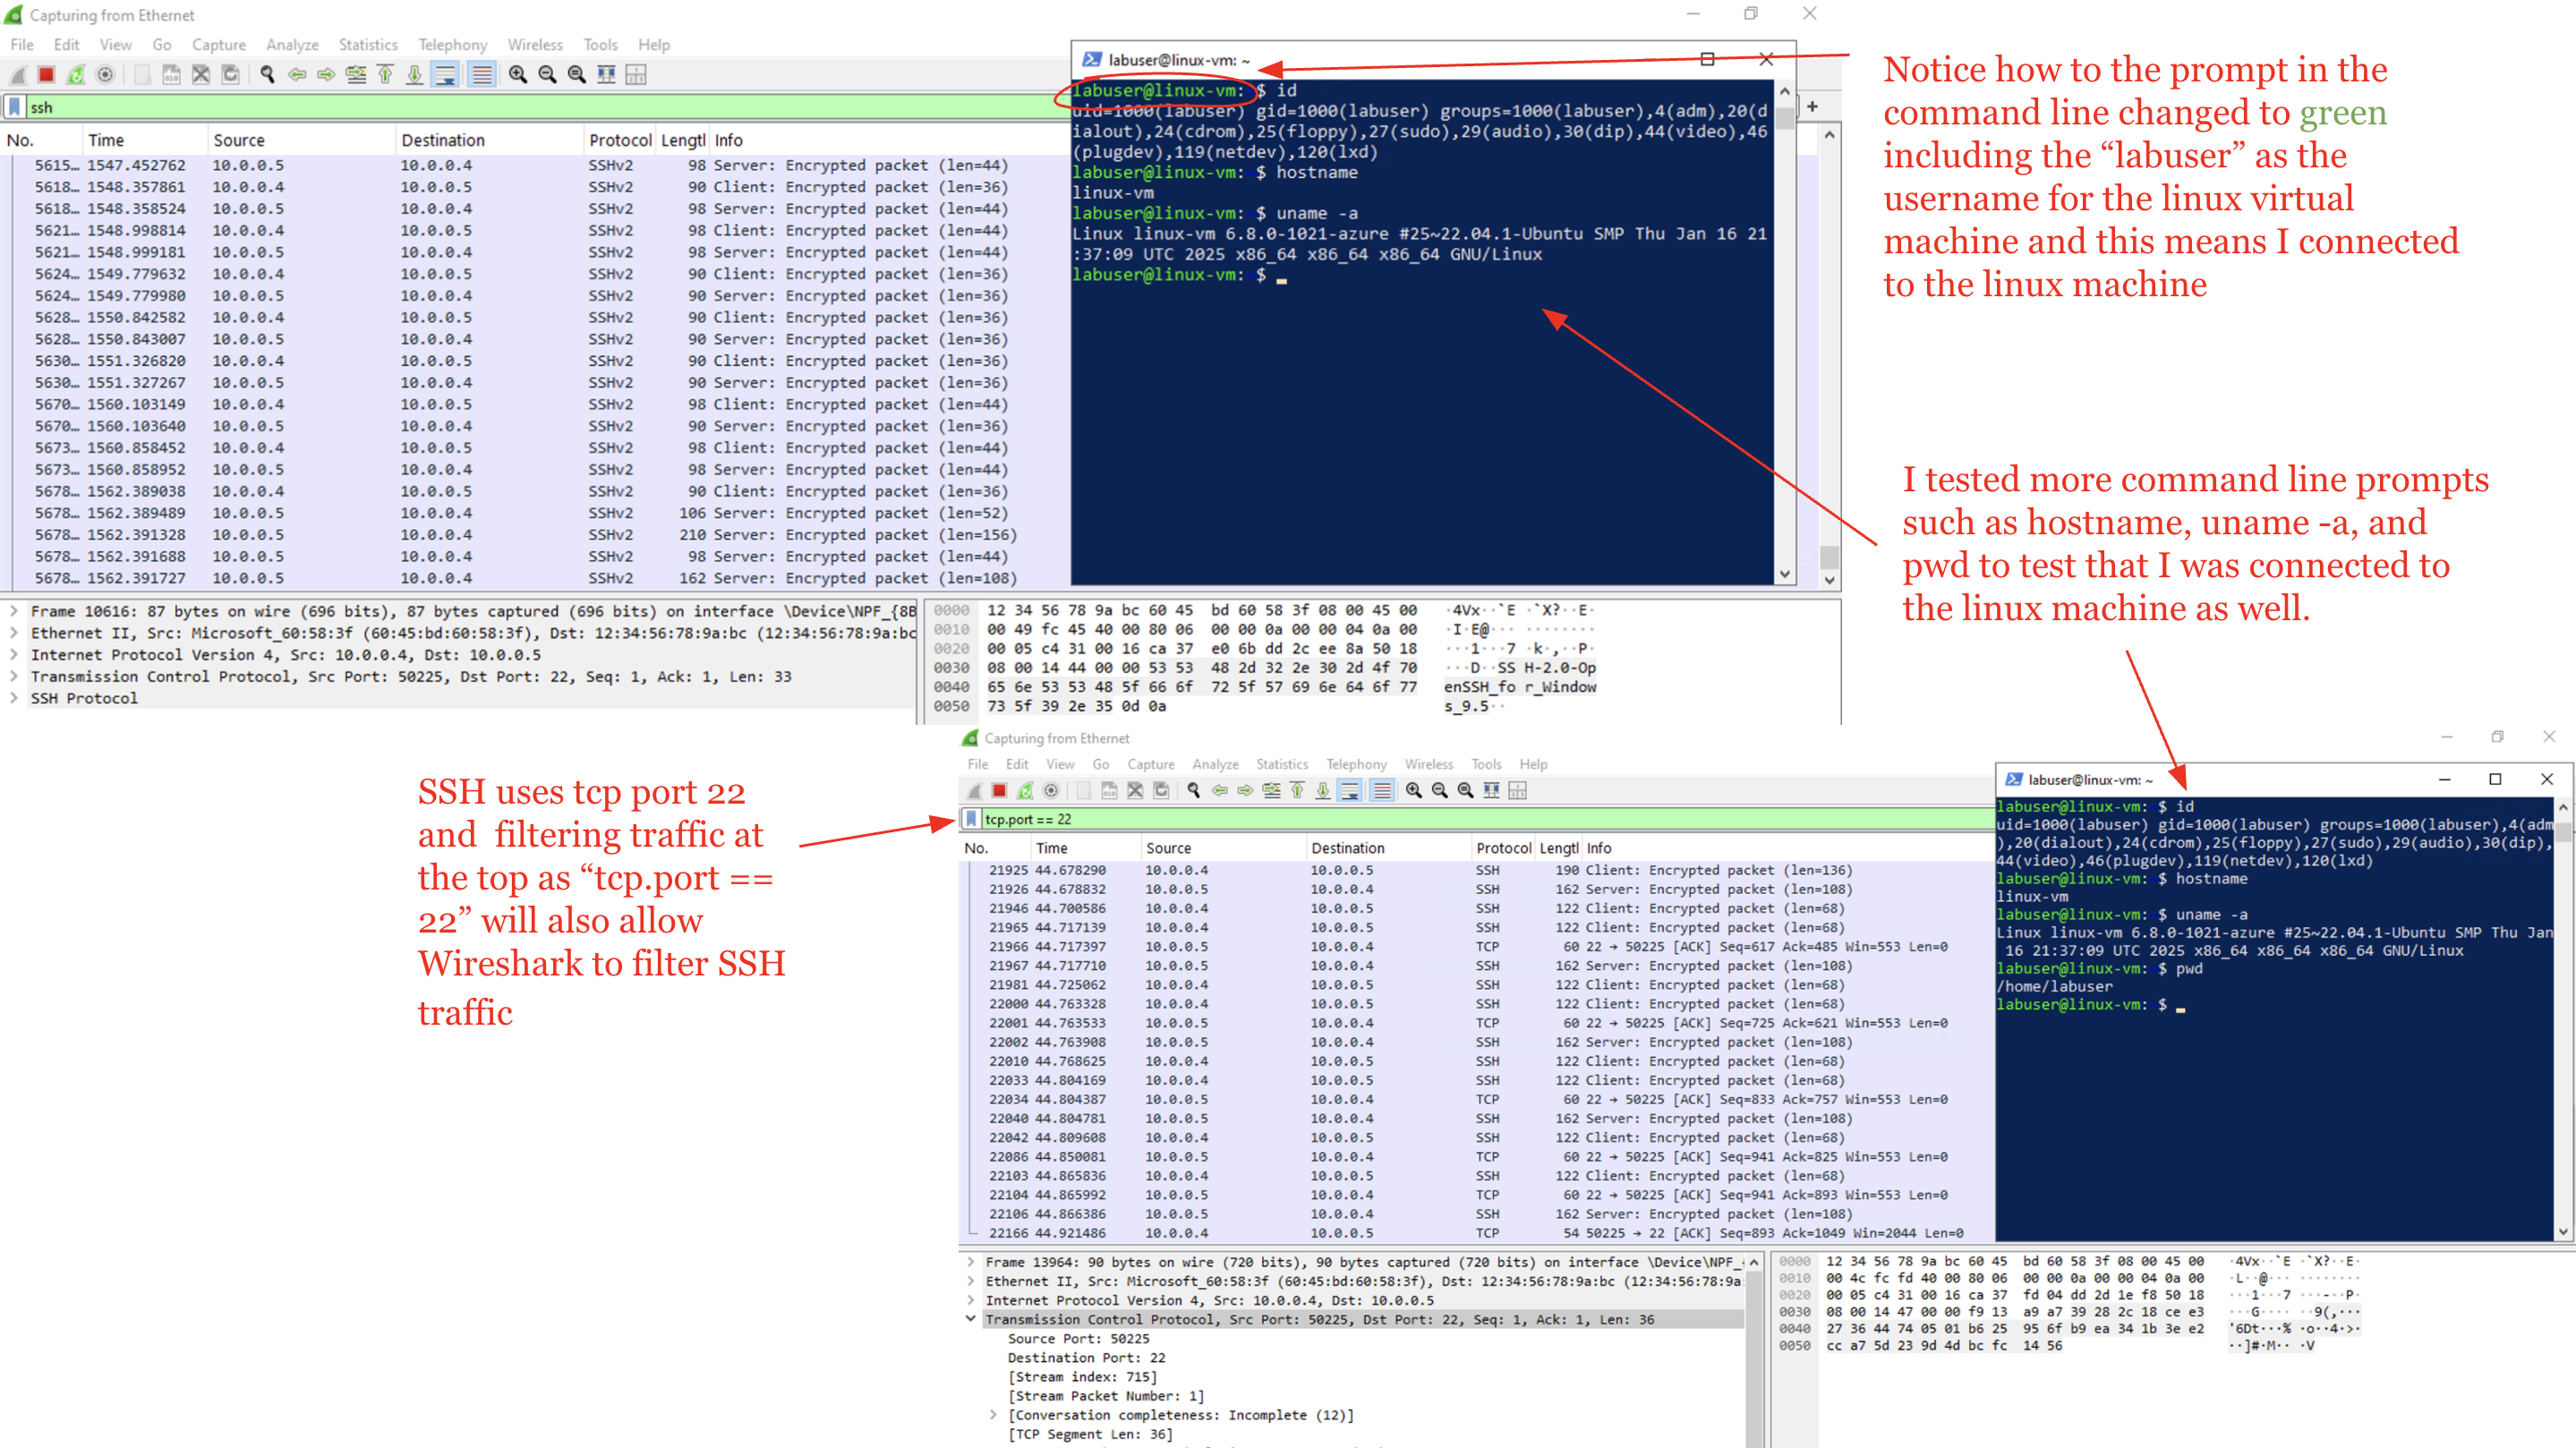 Capturing from Ethernet
File Edit View Go Capture Analyze Statistics Telephony Wireless Tools Help
ssh
No. Time Source Destination Protocol Lengtl Info
5615… 1547.452762 10.0.0.5 10.0.0.4 SSHv2 98 Server: Encrypted packet (len=44)
5618… 1548.357861 10.0.0.4 10.0.0.5 SSHv2 90 Client: Encrypted packet (len=36)
5618… 1548.358524 10.0.0.5 10.0.0.4 SSHv2 98 Server: Encrypted packet (len=44)
5621… 1548.998814 10.0.0.4 10.0.0.5 SSHv2 90 Client: Encrypted packet (len=36)
5621… 1548.999181 10.0.0.5 10.0.0.4 SSHv2 98 Server: Encrypted packet (len=44)
5624… 1549.779632 10.0.0.4 10.0.0.5 SSHv2 90 Client: Encrypted packet (len=36)
5624… 1549.779980 10.0.0.5 10.0.0.4 SSHv2 90 Server: Encrypted packet (len=36)
5628… 1550.842582 10.0.0.4 10.0.0.5 SSHv2 90 Client: Encrypted packet (len=36)
5628… 1550.843007 10.0.0.5 10.0.0.4 SSHv2 90 Server: Encrypted packet (len=36)
5630… 1551.326820 10.0.0.4 10.0.0.5 SSHv2 90 Client: Encrypted packet (len=36)
5630… 1551.327267 10.0.0.5 10.0.0.4 SSHv2 90 Server: Encrypted packet (len=36)
5670… 1560.103149 10.0.0.4 10.0.0.5 SSHv2 98 Client: Encrypted packet (len=44)
5670… 1560.103640 10.0.0.5 10.0.0.4 SSHv2 90 Server: Encrypted packet (len=36)
5673… 1560.858452 10.0.0.4 10.0.0.5 SSHv2 98 Client: Encrypted packet (len=44)
5673… 1560.858952 10.0.0.5 10.0.0.4 SSHv2 98 Server: Encrypted packet (len=44)
5678… 1562.389038 10.0.0.4 10.0.0.5 SSHv2 90 Client: Encrypted packet (len=36)
5678… 1562.389489 10.0.0.5 10.0.0.4 SSHv2 106 Server: Encrypted packet (len=52)
5678… 1562.391328 10.0.0.5 10.0.0.4 SSHv2 210 Server: Encrypted packet (len=156)
5678… 1562.391688 10.0.0.5 10.0.0.4 SSHv2 98 Server: Encrypted packet (len=44)
5678… 1562.391727 10.0.0.5 10.0.0.4 SSHv2 162 Server: Encrypted packet (len=108)
Frame 10616: 87 bytes on wire (696 bits), 87 bytes captured (696 bits) on interface \Device\NPF_{8B
Ethernet II, Src: Microsoft_60:58:3f (60:45:bd:60:58:3f), Dst: 12:34:56:78:9a:bc (12:34:56:78:9a:bc
Internet Protocol Version 4, Src: 10.0.0.4, Dst: 10.0.0.5
Transmission Control Protocol, Src Port: 50225, Dst Port: 22, Seq: 1, Ack: 1, Len: 33
SSH Protocol
0000 12 34 56 78 9a bc 60 45 bd 60 58 3f 08 00 45 00 ·4Vx··`E ·`X?··E·
0010 00 49 fc 45 40 00 80 06 00 00 0a 00 00 04 0a 00 ·I·E@··· ········
0020 00 05 c4 31 00 16 ca 37 e0 6b dd 2c ee 8a 50 18 ···1···7 ·k·,··P·
0030 08 00 14 44 00 00 53 53 48 2d 32 2e 30 2d 4f 70 ···D··SS H-2.0-Op
0040 65 6e 53 53 48 5f 66 6f 72 5f 57 69 6e 64 6f 77 enSSH_fo r_Window
0050 73 5f 39 2e 35 0d 0a s_9.5··
labuser@linux-vm: ~
labuser@linux-vm: $ id
uid=1000(labuser) gid=1000(labuser) groups=1000(labuser),4(adm),20(d
ialout),24(cdrom),25(floppy),27(sudo),29(audio),30(dip),44(video),46
(plugdev),119(netdev),120(lxd)
labuser@linux-vm: $ hostname
linux-vm
labuser@linux-vm: $ uname -a
Linux linux-vm 6.8.0-1021-azure #25~22.04.1-Ubuntu SMP Thu Jan 16 21
:37:09 UTC 2025 x86_64 x86_64 x86_64 GNU/Linux
labuser@linux-vm: $
Notice how to the prompt in the
command line changed to green
including the “labuser” as the
username for the linux virtual
machine and this means I connected
to the linux machine
I tested more command line prompts
such as hostname, uname -a, and
pwd to test that I was connected to
the linux machine as well.
SSH uses tcp port 22
and filtering traffic at
the top as “tcp.port ==
22” will also allow
Wireshark to filter SSH
traffic
Capturing from Ethernet
File Edit View Go Capture Analyze Statistics Telephony Wireless Tools Help
tcp.port == 22
No. Time Source Destination Protocol Lengtl Info
21925 44.678290 10.0.0.4 10.0.0.5 SSH 190 Client: Encrypted packet (len=136)
21926 44.678832 10.0.0.5 10.0.0.4 SSH 162 Server: Encrypted packet (len=108)
21946 44.700586 10.0.0.4 10.0.0.5 SSH 122 Client: Encrypted packet (len=68)
21965 44.717139 10.0.0.4 10.0.0.5 SSH 122 Client: Encrypted packet (len=68)
21966 44.717397 10.0.0.5 10.0.0.4 TCP 60 22 → 50225 [ACK] Seq=617 Ack=485 Win=553 Len=0
21967 44.717710 10.0.0.5 10.0.0.4 SSH 162 Server: Encrypted packet (len=108)
21981 44.725062 10.0.0.4 10.0.0.5 SSH 122 Client: Encrypted packet (len=68)
22000 44.763328 10.0.0.4 10.0.0.5 SSH 122 Client: Encrypted packet (len=68)
22001 44.763533 10.0.0.5 10.0.0.4 TCP 60 22 → 50225 [ACK] Seq=725 Ack=621 Win=553 Len=0
22002 44.763908 10.0.0.5 10.0.0.4 SSH 162 Server: Encrypted packet (len=108)
22010 44.768625 10.0.0.4 10.0.0.5 SSH 122 Client: Encrypted packet (len=68)
22033 44.804169 10.0.0.4 10.0.0.5 SSH 122 Client: Encrypted packet (len=68)
22034 44.804387 10.0.0.5 10.0.0.4 TCP 60 22 → 50225 [ACK] Seq=833 Ack=757 Win=553 Len=0
22040 44.804781 10.0.0.5 10.0.0.4 SSH 162 Server: Encrypted packet (len=108)
22042 44.809608 10.0.0.4 10.0.0.5 SSH 122 Client: Encrypted packet (len=68)
22086 44.850081 10.0.0.5 10.0.0.4 TCP 60 22 → 50225 [ACK] Seq=941 Ack=825 Win=553 Len=0
22103 44.865836 10.0.0.4 10.0.0.5 SSH 122 Client: Encrypted packet (len=68)
22104 44.865992 10.0.0.5 10.0.0.4 TCP 60 22 → 50225 [ACK] Seq=941 Ack=893 Win=553 Len=0
22106 44.866386 10.0.0.5 10.0.0.4 SSH 162 Server: Encrypted packet (len=108)
22166 44.921486 10.0.0.4 10.0.0.5 TCP 54 50225 → 22 [ACK] Seq=893 Ack=1049 Win=2044 Len=0
labuser@linux-vm: ~
labuser@linux-vm: $ id
uid=1000(labuser) gid=1000(labuser) groups=1000(labuser),4(adm
),20(dialout),24(cdrom),25(floppy),27(sudo),29(audio),30(dip),
44(video),46(plugdev),119(netdev),120(lxd)
labuser@linux-vm: $ hostname
linux-vm
labuser@linux-vm: $ uname -a
Linux linux-vm 6.8.0-1021-azure #25~22.04.1-Ubuntu SMP Thu Jan
16 21:37:09 UTC 2025 x86_64 x86_64 x86_64 GNU/Linux
labuser@linux-vm: $ pwd
/home/labuser
labuser@linux-vm: $
Frame 13964: 90 bytes on wire (720 bits), 90 bytes captured (720 bits) on interface \Device\NPF_
Ethernet II, Src: Microsoft_60:58:3f (60:45:bd:60:58:3f), Dst: 12:34:56:78:9a:bc (12:34:56:78:9a:
Internet Protocol Version 4, Src: 10.0.0.4, Dst: 10.0.0.5
Transmission Control Protocol, Src Port: 50225, Dst Port: 22, Seq: 1, Ack: 1, Len: 36
Source Port: 50225
Destination Port: 22
[Stream index: 715]
[Stream Packet Number: 1]
[Conversation completeness: Incomplete (12)]
[TCP Segment Len: 36]
0000 12 34 56 78 9a bc 60 45 bd 60 58 3f 08 00 45 00 ·4Vx··`E ·`X?··E·
0010 00 4c fc fd 40 00 80 06 00 00 0a 00 00 04 0a 00 ·L··@··· ········
0020 00 05 c4 31 00 16 ca 37 fd 04 dd 2d 1e f8 50 18 ···1···7 ···-··P·
0030 08 00 14 47 00 00 f9 13 a9 a7 39 28 2c 18 ce e3 ···G···· ··9(,···
0040 27 36 44 74 05 01 b6 25 95 6f b9 ea 34 1b 3e e2 '6Dt···% ·o··4·>·
0050 cc a7 5d 23 9d 4d bc fc 14 56 ··]#·M·· ·V